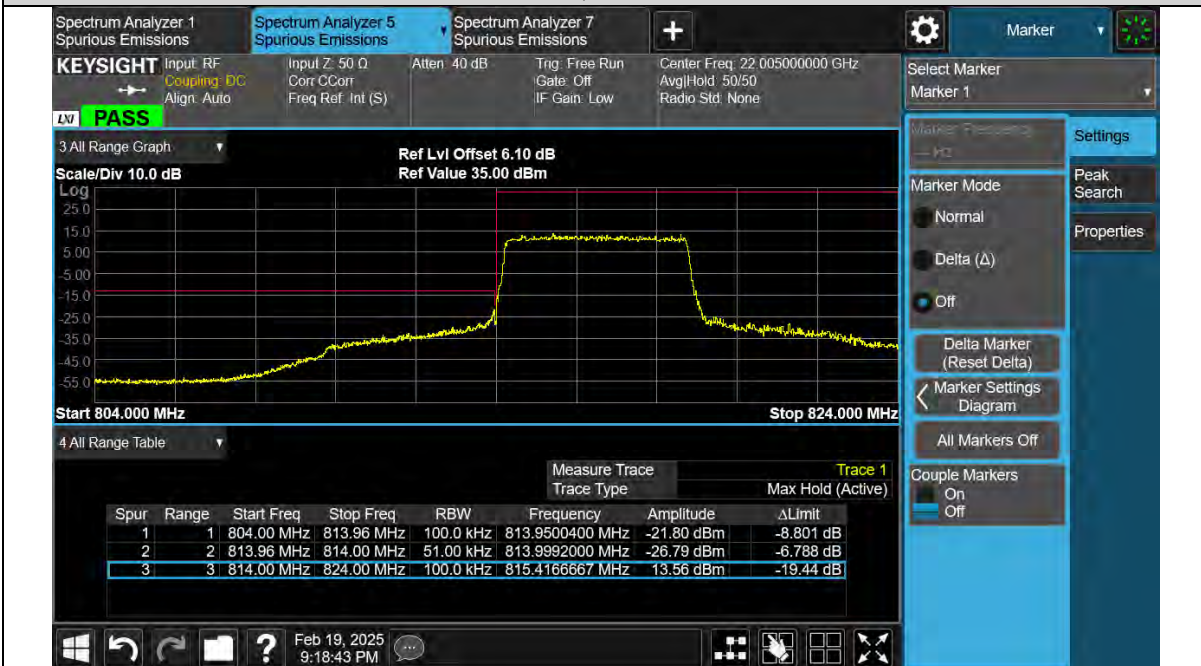 Spectrum Analyzer 1
Spurious Emissions
Spectrum Analyzer 5
Spurious Emissions
Spectrum Analyzer 7
Spurious Emissions
Marker
KEYSIGHT
Input: RF
Coupling: DC
Align: Auto
Input Z: 50 Ω
Corr CCorr
Freq Ref: Int (S)
Atten: 40 dB
Trig: Free Run
Gate: Off
IF Gain: Low
Center Freq: 22.005000000 GHz
Avg|Hold: 50/50
Radio Std: None
LXI
PASS
Select Marker
Marker 1
Marker Frequency
--- Hz
Settings
Peak Search
Properties
Marker Mode
Normal
Delta (Δ)
Off
Delta Marker
(Reset Delta)
Marker Settings
Diagram
All Markers Off
Couple Markers
On
Off
3 All Range Graph
Scale/Div 10.0 dB
Ref Lvl Offset 6.10 dB
Ref Value 35.00 dBm
Log
25.0
15.0
5.00
-5.00
-15.0
-25.0
-35.0
-45.0
-55.0
Start 804.000 MHz
Stop 824.000 MHz
4 All Range Table
Measure Trace Trace 1
Trace Type Max Hold (Active)
Spur Range Start Freq Stop Freq RBW Frequency Amplitude ΔLimit
1 1 804.00 MHz 813.96 MHz 100.0 kHz 813.9500400 MHz -21.80 dBm -8.801 dB
2 2 813.96 MHz 814.00 MHz 51.00 kHz 813.9992000 MHz -26.79 dBm -6.788 dB
3 3 814.00 MHz 824.00 MHz 100.0 kHz 815.4166667 MHz 13.56 dBm -19.44 dB
Feb 19, 2025
9:18:43 PM